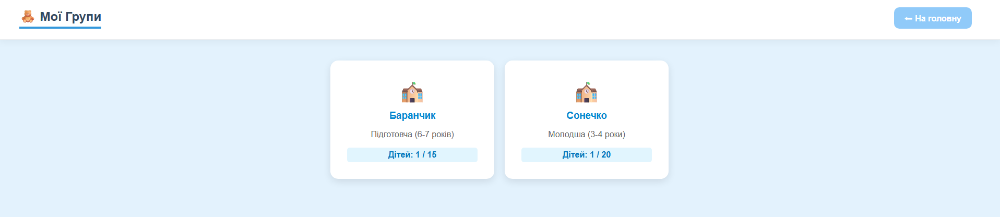 Мої Групи
← На головну
Баранчик
Підготовча (6-7 років)
Дітей: 1 / 15
Сонечко
Молодша (3-4 роки)
Дітей: 1 / 20